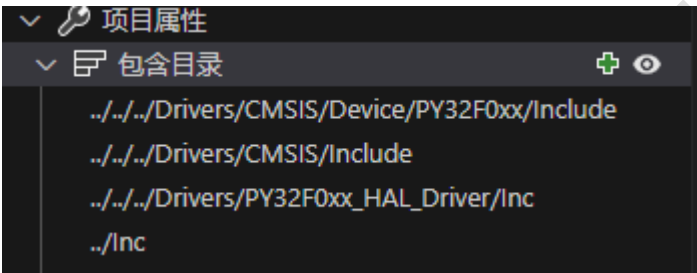 项目属性
包含目录
../../../Drivers/CMSIS/Device/PY32F0xx/Include
../../../Drivers/CMSIS/Include
../../../Drivers/PY32F0xx_HAL_Driver/Inc
../Inc